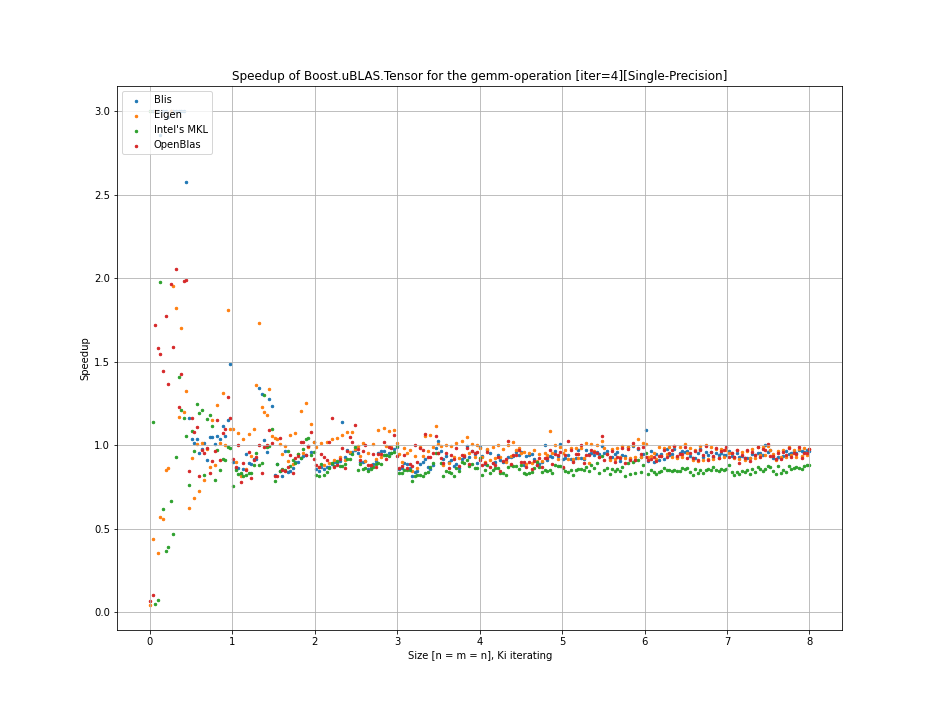 Speedup of Boost.uBLAS.Tensor for the gemm-operation [iter=4][Single-Precision]
Blis
Eigen
Intel's MKL
OpenBlas
Speedup
3.0
2.5
2.0
1.5
1.0
0.5
0.0
0 1 2 3 4 5 6 7 8
Size [n = m = n], Ki iterating